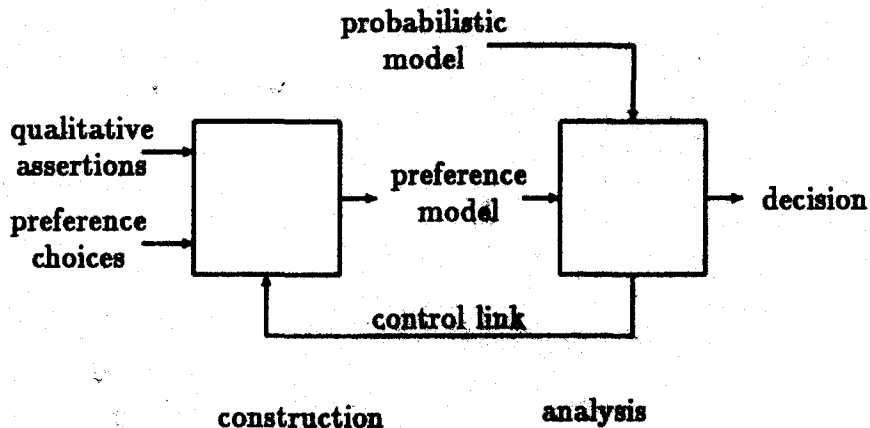 probabilistic
model
qualitative
assertions
preference
choices
preference
model
decision
control link
construction
analysis